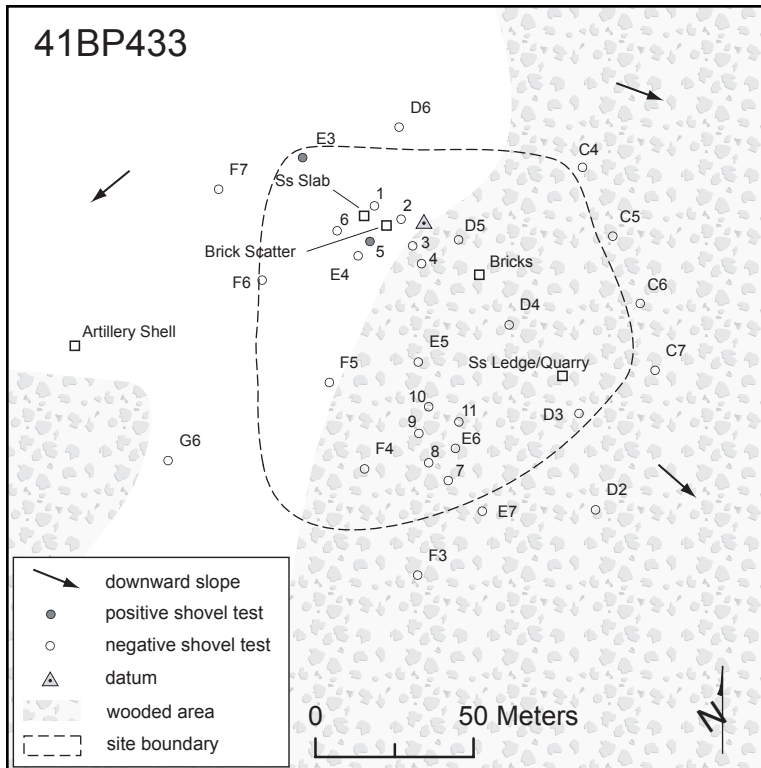 41BP433
D6
E3
C4
F7
Ss Slab
1
2
6
D5
C5
Brick Scatter
5
3
E4
4
Bricks
F6
C6
D4
Artillery Shell
E5
C7
F5
Ss Ledge/Quarry
10
11
D3
9
G6
F4
8
E6
7
E7
D2
F3
downward slope
positive shovel test
negative shovel test
datum
wooded area
site boundary
0 50 Meters
N